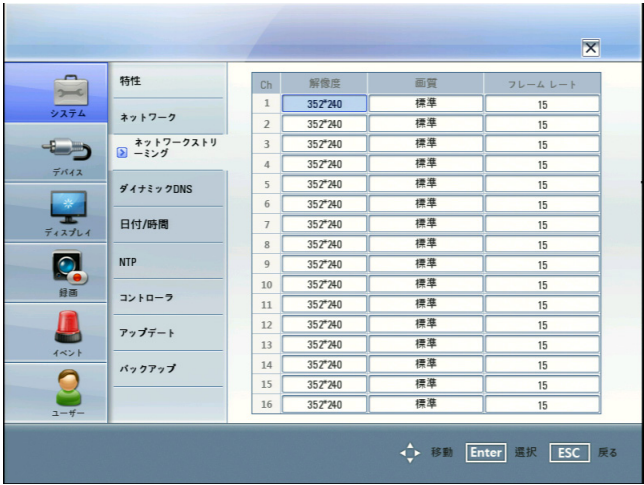 システム
デバイス
ディスプレイ
録画
イベント
ユーザー
特性
ネットワーク
ネットワークストリ
ーミング
ダイナミックDNS
日付/時間
NTP
コントローラ
アップデート
バックアップ
Ch 解像度 画質 フレーム レート
1 352*240 標準 15
2 352*240 標準 15
3 352*240 標準 15
4 352*240 標準 15
5 352*240 標準 15
6 352*240 標準 15
7 352*240 標準 15
8 352*240 標準 15
9 352*240 標準 15
10 352*240 標準 15
11 352*240 標準 15
12 352*240 標準 15
13 352*240 標準 15
14 352*240 標準 15
15 352*240 標準 15
16 352*240 標準 15
移動 Enter 選択 ESC 戻る